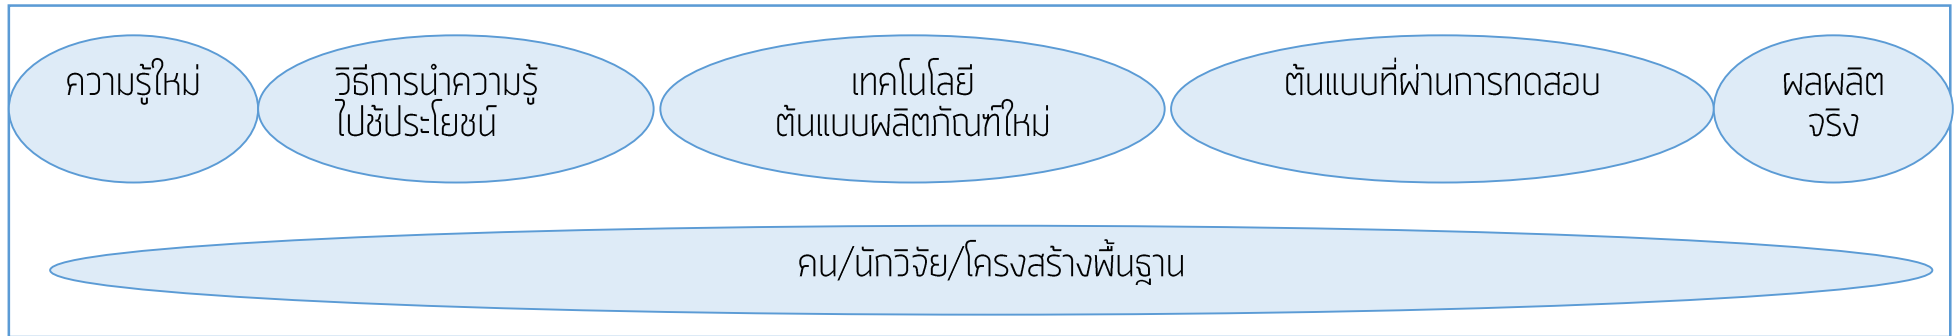 ความรู้ใหม่
วิธีการนำความรู้
ไปช้ประโยชน์
เทคโนโลยี
ต้นแบบผลิตภัณฑ์ใหม่
ต้นแบบที่ผ่านการทดสอบ
ผลผลิต
จริง
คน/นักวิจัย/โครงสร้างพื้นฐาน